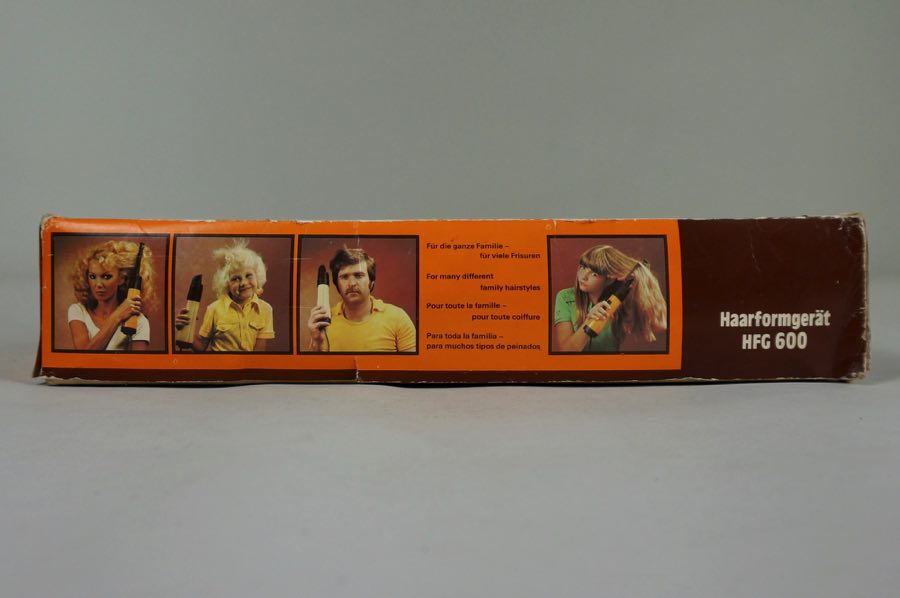 Für die ganze Familie –
für viele Frisuren
For many different
family hairstyles
Pour toute la famille –
pour toute coiffure
Para toda la familia –
para muchos tipos de peinados
Haarformgerät
HFG 600